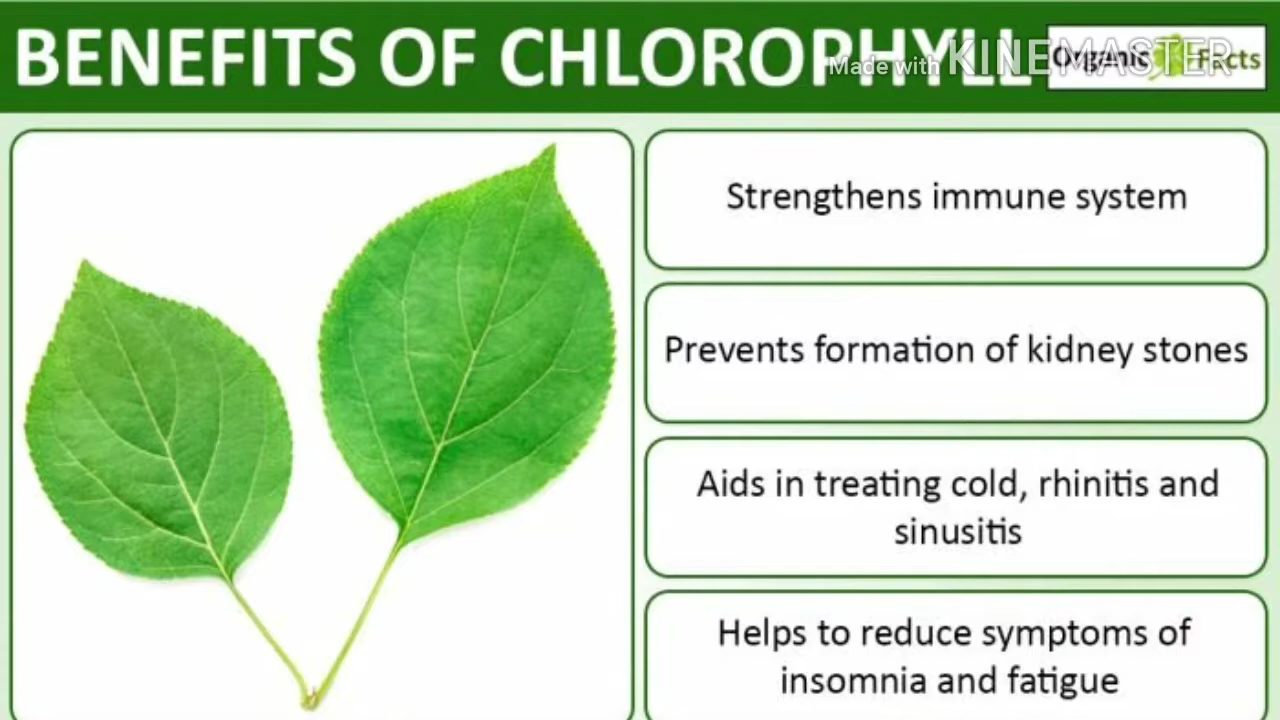 BENEFITS OF CHLOROPHYLL
Made with KINEMASTER
Organic Facts
Strengthens immune system
Prevents formation of kidney stones
Aids in treating cold, rhinitis and
sinusitis
Helps to reduce symptoms of
insomnia and fatigue